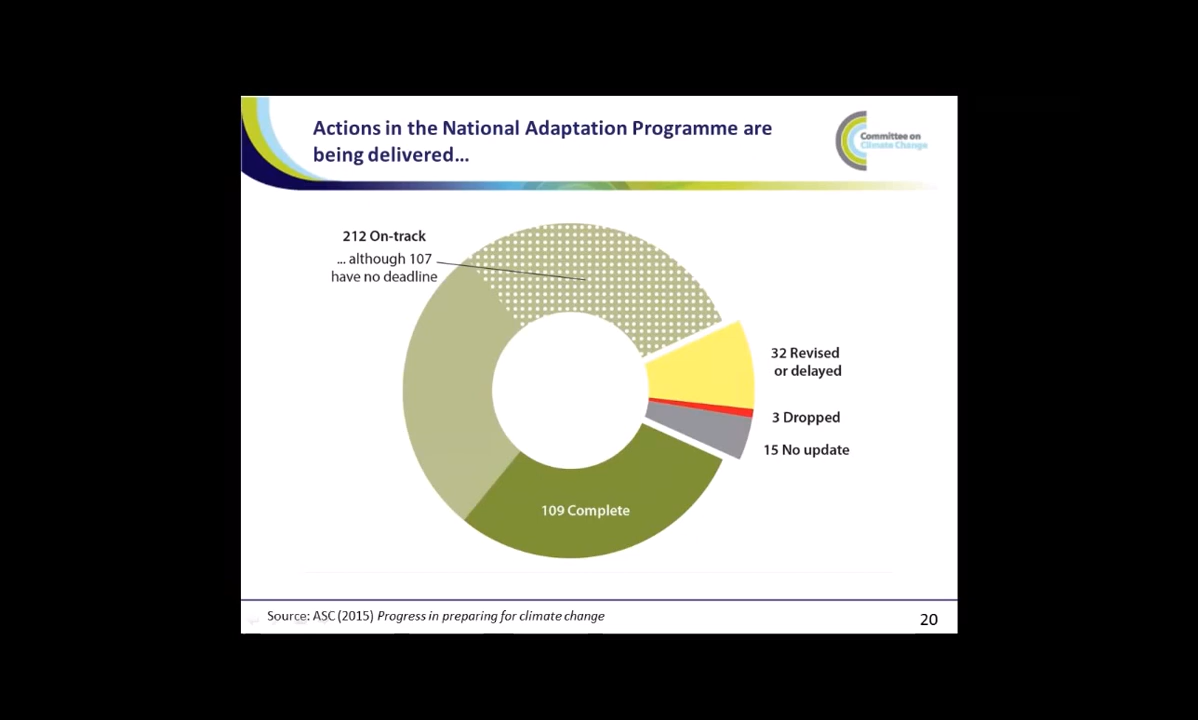 Actions in the National Adaptation Programme are
being delivered...
Committee on
Climate Change
212 On-track
... although 107
have no deadline
32 Revised
or delayed
3 Dropped
15 No update
109 Complete
Source: ASC (2015) Progress in preparing for climate change
20